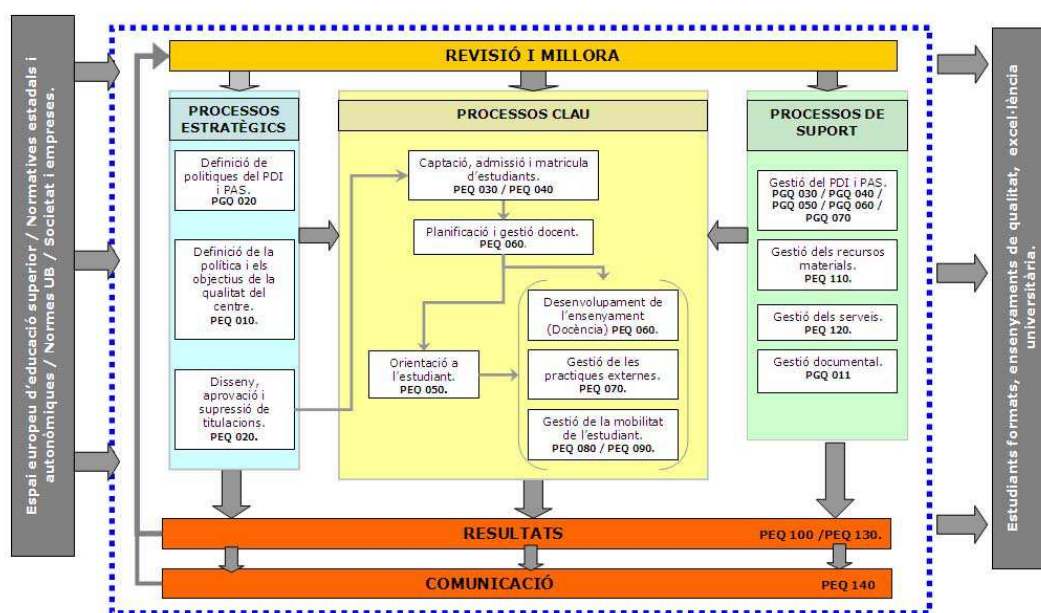 Espai europeu d'educació superior / Normatives estadals i
autonòmiques / Normes UB / Societat i empreses.
REVISIÓ I MILLORA
PROCESSOS
ESTRATÈGICS
Definició de
politiques del PDI
i PAS.
PGQ 020
Definició de la
política i els
objectius de la
qualitat del
centre.
PEQ 010.
Disseny,
aprovació i
supressió de
titulacions.
PEQ 020.
PROCESSOS CLAU
Captació, admissió i matricula
d'estudiants.
PEQ 030 / PEQ 040
Planificació i gestió docent.
PEQ 060.
Desenvolupament de
l'ensenyament
(Docència) PEQ 060.
Orientació a
l'estudiant.
PEQ 050.
Gestió de les
practiques externes.
PEQ 070.
Gestió de la mobilitat
de l'estudiant.
PEQ 080 / PEQ 090.
PROCESSOS DE
SUPORT
Gestió del PDI i PAS.
PGQ 030 / PGQ 040 /
PGQ 050 / PGQ 060 /
PGQ 070
Gestió dels recursos
materials.
PEQ 110.
Gestió dels serveis.
PEQ 120.
Gestió documental.
PGQ 011
RESULTATS
PEQ 100 /PEQ 130.
COMUNICACIÓ
PEQ 140
Estudiants formats, ensenyaments de qualitat, excel·lència
universitària.